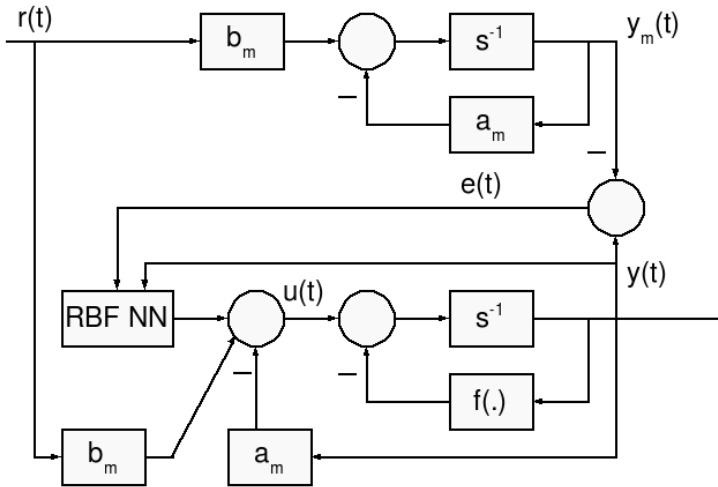 r(t)
b_m
s⁻¹
y_m(t)
a_m
e(t)
y(t)
RBF NN
u(t)
s⁻¹
f(.)
b_m
a_m